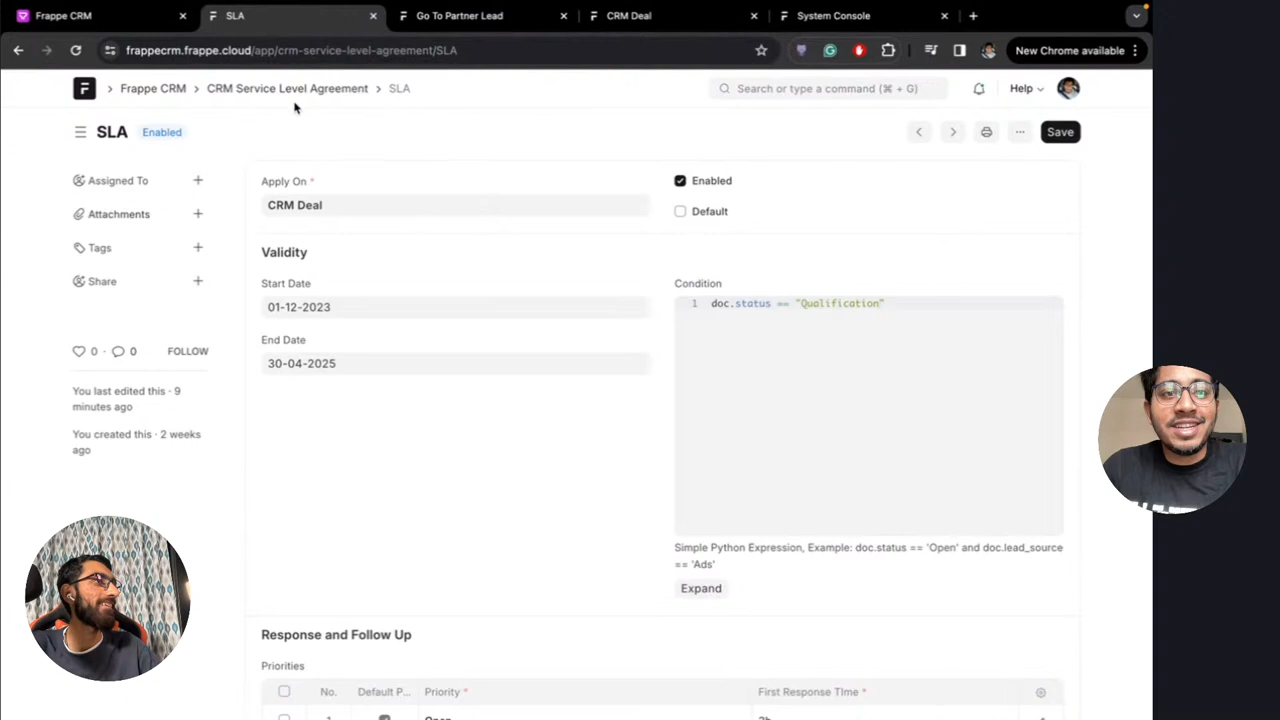 Frappe CRM
SLA
Go To Partner Lead
CRM Deal
System Console
frappecrm.frappe.cloud/app/crm-service-level-agreement/SLA
New Chrome available
Frappe CRM > CRM Service Level Agreement > SLA
Search or type a command (⌘ + G)
Help
SLA
Enabled
Save
Assigned To
Attachments
Tags
Share
0 · 0 FOLLOW
You last edited this · 9
minutes ago
You created this · 2 weeks
ago
Apply On *
CRM Deal
Enabled
Default
Validity
Start Date
01-12-2023
End Date
30-04-2025
Condition
1 doc.status == "Qualification"
Simple Python Expression, Example: doc.status == 'Open' and doc.lead_source
== 'Ads'
Expand
Response and Follow Up
Priorities
No. Default P... Priority * First Response TIme *
1 Open